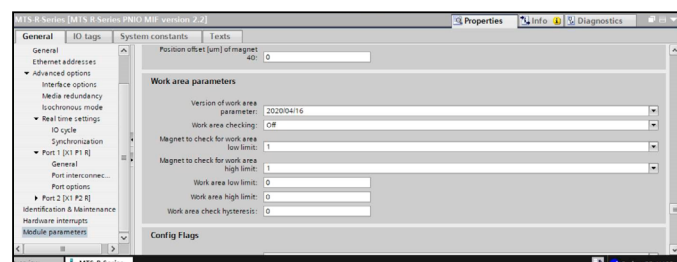 MTS-R-Series [MTS R-Series PNIO MIF version 2.2]
Properties
Info
Diagnostics
General
IO tags
System constants
Texts
General
Ethernet addresses
Advanced options
Interface options
Media redundancy
Isochronous mode
Real time settings
IO cycle
Synchronization
Port 1 [X1 P1 R]
General
Port interconnec...
Port options
Port 2 [X1 P2 R]
Identification & Maintenance
Hardware interrupts
Module parameters
Position offset [um] of magnet
40: 0
Work area parameters
Version of work area
parameter: 2020/04/16
Work area checking: Off
Magnet to check for work area
low limit: 1
Magnet to check for work area
high limit: 1
Work area low limit: 0
Work area high limit: 0
Work area check hysteresis: 0
Config Flags